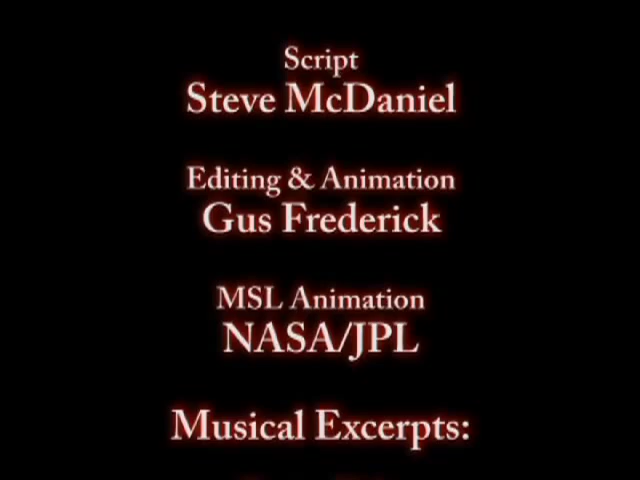 Script
Steve McDaniel
Editing & Animation
Gus Frederick
MSL Animation
NASA/JPL
Musical Excerpts: